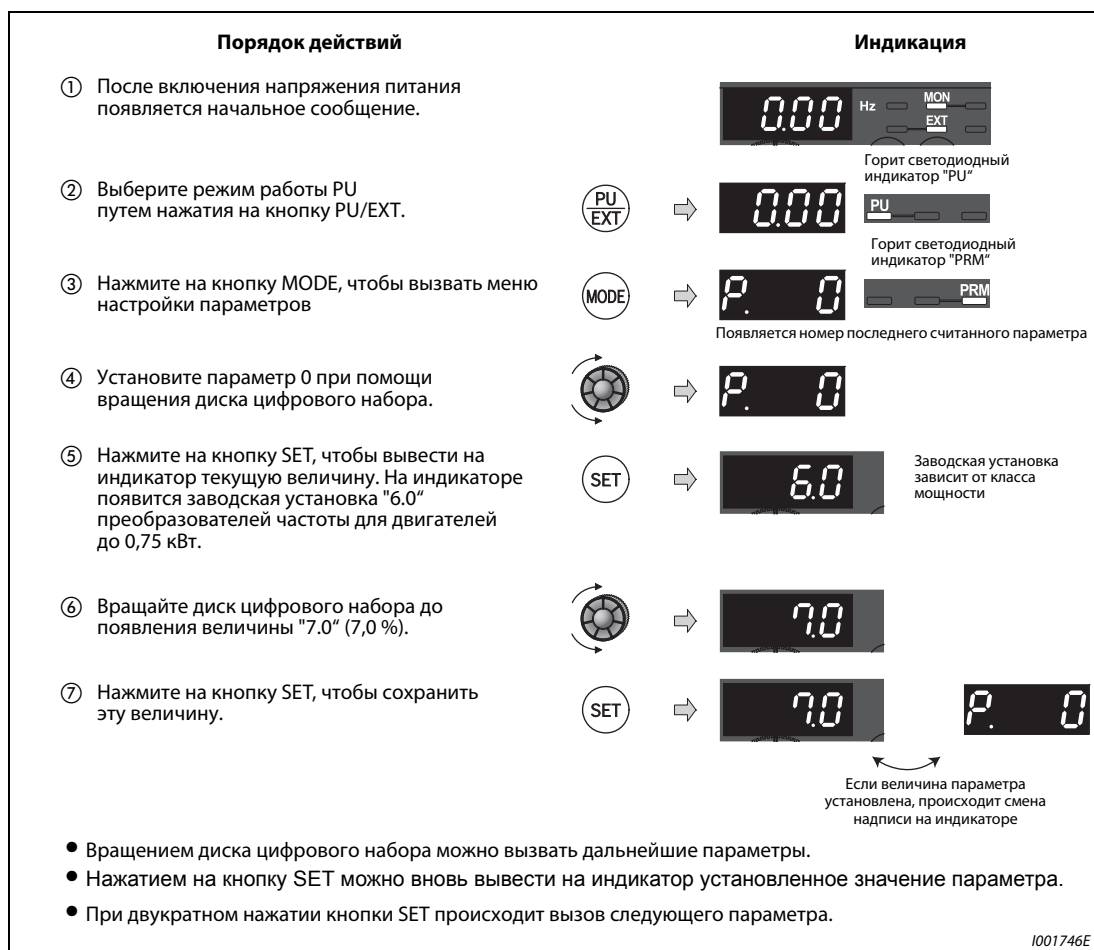 Порядок действий
Индикация
① После включения напряжения питания
появляется начальное сообщение.
0.00 Hz MON
EXT
② Выберите режим работы PU
путем нажатия на кнопку PU/EXT.
PU
EXT
0.00
Горит светодиодный
индикатор "PU“
PU
③ Нажмите на кнопку MODE, чтобы вызвать меню
настройки параметров
MODE
P. 0
Горит светодиодный
индикатор "PRM“
PRM
Появляется номер последнего считанного параметра
④ Установите параметр 0 при помощи
вращения диска цифрового набора.
P. 0
⑤ Нажмите на кнопку SET, чтобы вывести на
индикатор текущую величину. На индикаторе
появится заводская установка "6.0“
преобразователей частоты для двигателей
до 0,75 кВт.
SET
6.0
Заводская установка
зависит от класса
мощности
⑥ Вращайте диск цифрового набора до
появления величины "7.0“ (7,0 %).
7.0
⑦ Нажмите на кнопку SET, чтобы сохранить
эту величину.
SET
7.0
P. 0
Если величина параметра
установлена, происходит смена
надписи на индикаторе
• Вращением диска цифрового набора можно вызвать дальнейшие параметры.
• Нажатием на кнопку SET можно вновь вывести на индикатор установленное значение параметра.
• При двукратном нажатии кнопки SET происходит вызов следующего параметра.
I001746E